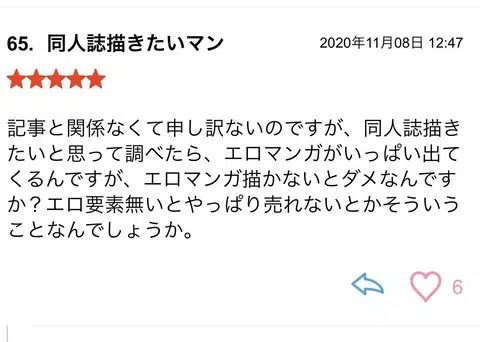 65. 同人誌描きたいマン
2020年11月08日 12:47
★★★★★
記事と関係なくて申し訳ないのですが、同人誌描き
たいと思って調べたら、エロマンガがいっぱい出て
くるんですが、エロマンガ描かないとダメなんです
か？エロ要素無いとやっぱり売れないとかそういう
ことなんでしょうか。
6